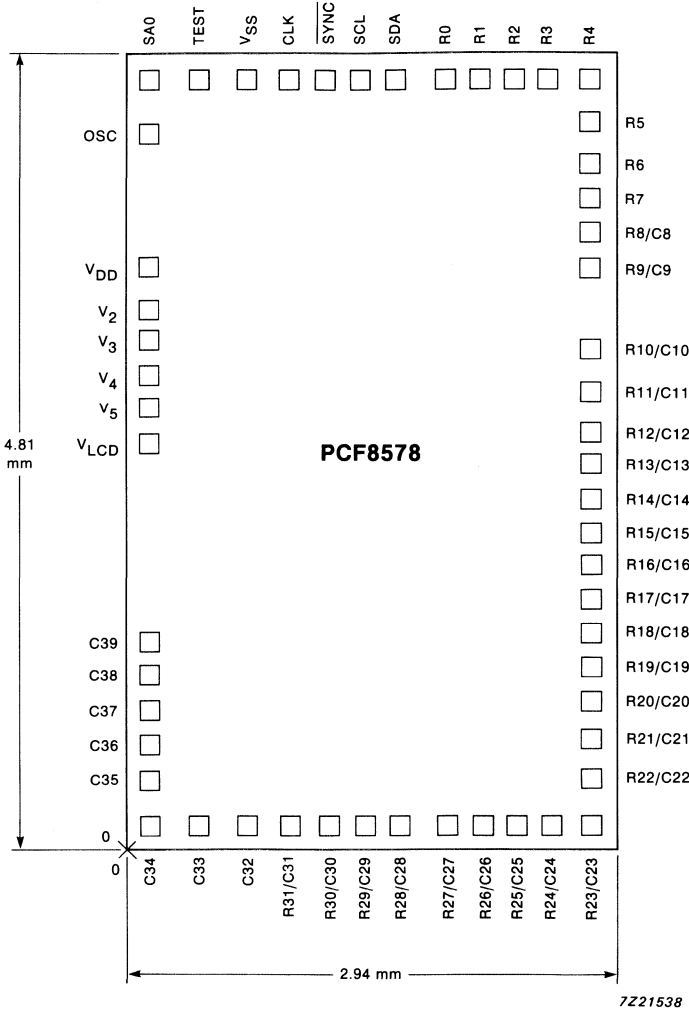 SA0
TEST
VSS
CLK
SYNC
SCL
SDA
R0
R1
R2
R3
R4
OSC
VDD
V2
V3
V4
V5
VLCD
C39
C38
C37
C36
C35
4.81
mm
PCF8578
R5
R6
R7
R8/C8
R9/C9
R10/C10
R11/C11
R12/C12
R13/C13
R14/C14
R15/C15
R16/C16
R17/C17
R18/C18
R19/C19
R20/C20
R21/C21
R22/C22
0
0
C34
C33
C32
R31/C31
R30/C30
R29/C29
R28/C28
R27/C27
R26/C26
R25/C25
R24/C24
R23/C23
2.94 mm
7Z21538